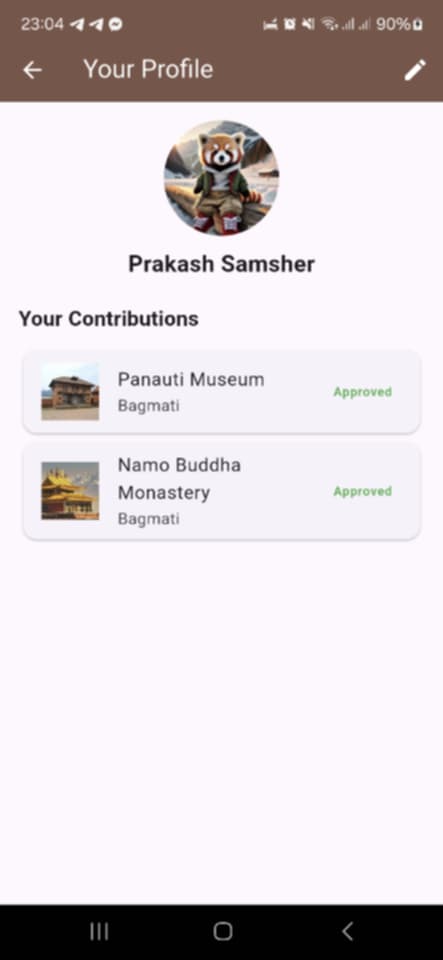 23:04
90%
Your Profile
Prakash Samsher
Your Contributions
Panauti Museum
Bagmati
Approved
Namo Buddha
Monastery
Bagmati
Approved